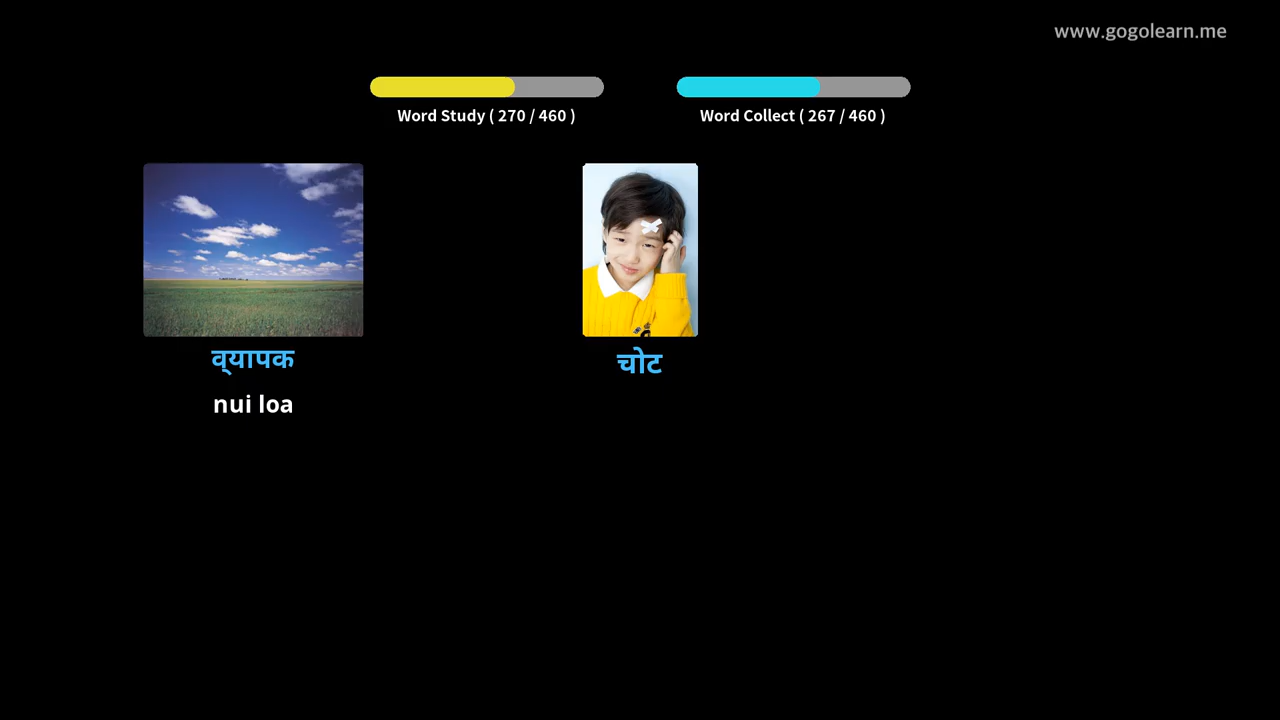 www.gogolearn.me
Word Study ( 270 / 460 )
Word Collect ( 267 / 460 )
व्‌यापक
चोट
nui loa